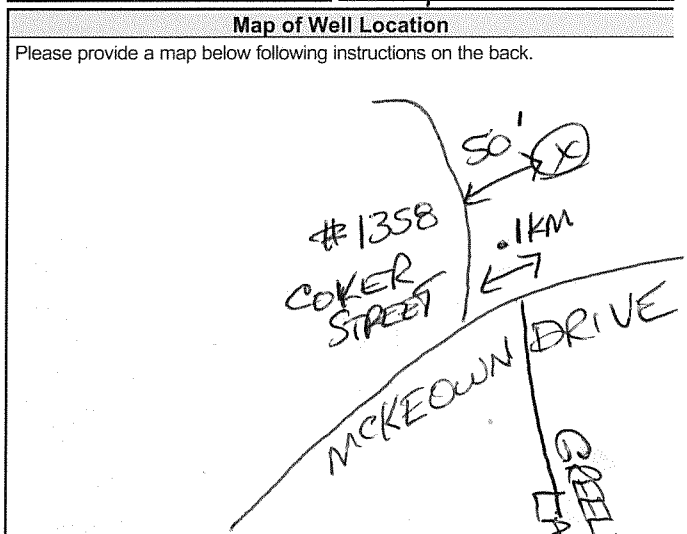 Map of Well Location
Please provide a map below following instructions on the back.
50' X
#1358
.1KM
COKER
STREET
MCKEOWN DRIVE